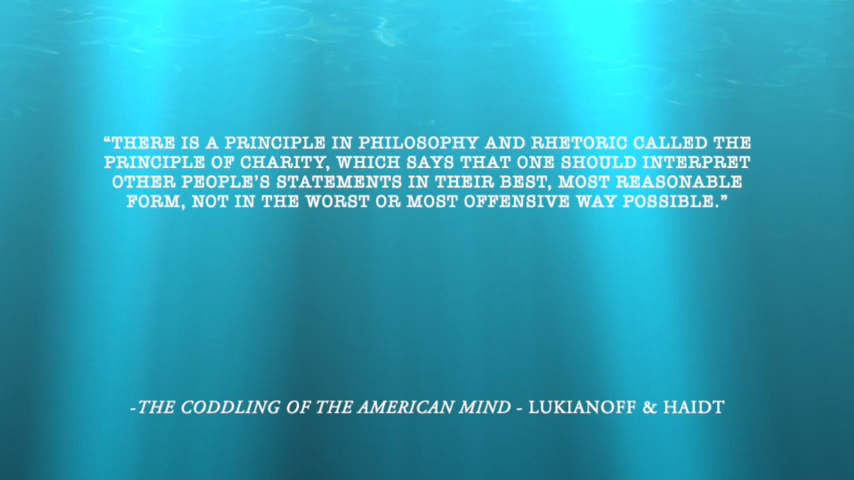 “THERE IS A PRINCIPLE IN PHILOSOPHY AND RHETORIC CALLED THE
PRINCIPLE OF CHARITY, WHICH SAYS THAT ONE SHOULD INTERPRET
OTHER PEOPLE’S STATEMENTS IN THEIR BEST, MOST REASONABLE
FORM, NOT IN THE WORST OR MOST OFFENSIVE WAY POSSIBLE.”
-THE CODDLING OF THE AMERICAN MIND - LUKIANOFF & HAIDT